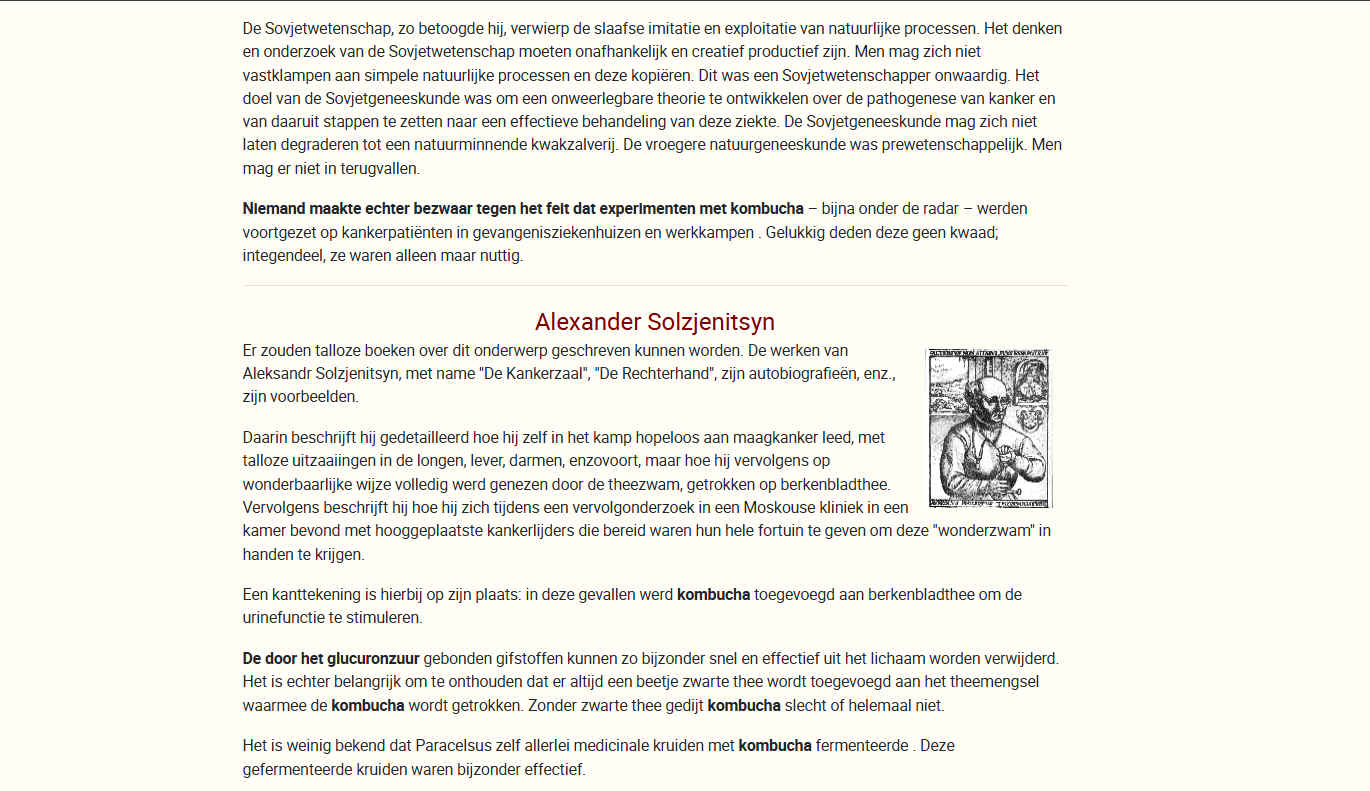 De Sovjetwetenschap, zo betoogde hij, verwierp de slaafse imitatie en exploitatie van natuurlijke processen. Het denken
en onderzoek van de Sovjetwetenschap moeten onafhankelijk en creatief productief zijn. Men mag zich niet
vastklampen aan simpele natuurlijke processen en deze kopiëren. Dit was een Sovjetwetenschapper onwaardig. Het
doel van de Sovjetgeneeskunde was om een onweerlegbare theorie te ontwikkelen over de pathogenese van kanker en
van daaruit stappen te zetten naar een effectieve behandeling van deze ziekte. De Sovjetgeneeskunde mag zich niet
laten degraderen tot een natuurminnende kwakzalverij. De vroegere natuurgeneeskunde was prewetenschappelijk. Men
mag er niet in terugvallen.
Niemand maakte echter bezwaar tegen het feit dat experimenten met kombucha – bijna onder de radar – werden
voortgezet op kankerpatiënten in gevangenisziekenhuizen en werkkampen . Gelukkig deden deze geen kwaad;
integendeel, ze waren alleen maar nuttig.
Alexander Solzjenitsyn
Er zouden talloze boeken over dit onderwerp geschreven kunnen worden. De werken van
Aleksandr Solzjenitsyn, met name "De Kankerzaal", "De Rechterhand", zijn autobiografieën, enz.,
zijn voorbeelden.
Daarin beschrijft hij gedetailleerd hoe hij zelf in het kamp hopeloos aan maagkanker leed, met
talloze uitzaaiingen in de longen, lever, darmen, enzovoort, maar hoe hij vervolgens op
wonderbaarlijke wijze volledig werd genezen door de theezwam, getrokken op berkenbladthee.
Vervolgens beschrijft hij hoe hij zich tijdens een vervolgonderzoek in een Moskouse kliniek in een
kamer bevond met hooggeplaatste kankerlijders die bereid waren hun hele fortuin te geven om deze "wonderzwam" in
handen te krijgen.
Een kanttekening is hierbij op zijn plaats: in deze gevallen werd kombucha toegevoegd aan berkenbladthee om de
urinefunctie te stimuleren.
De door het glucuronzuur gebonden gifstoffen kunnen zo bijzonder snel en effectief uit het lichaam worden verwijderd.
Het is echter belangrijk om te onthouden dat er altijd een beetje zwarte thee wordt toegevoegd aan het theemengsel
waarmee de kombucha wordt getrokken. Zonder zwarte thee gedijt kombucha slecht of helemaal niet.
Het is weinig bekend dat Paracelsus zelf allerlei medicinale kruiden met kombucha fermenteerde . Deze
gefermenteerde kruiden waren bijzonder effectief.